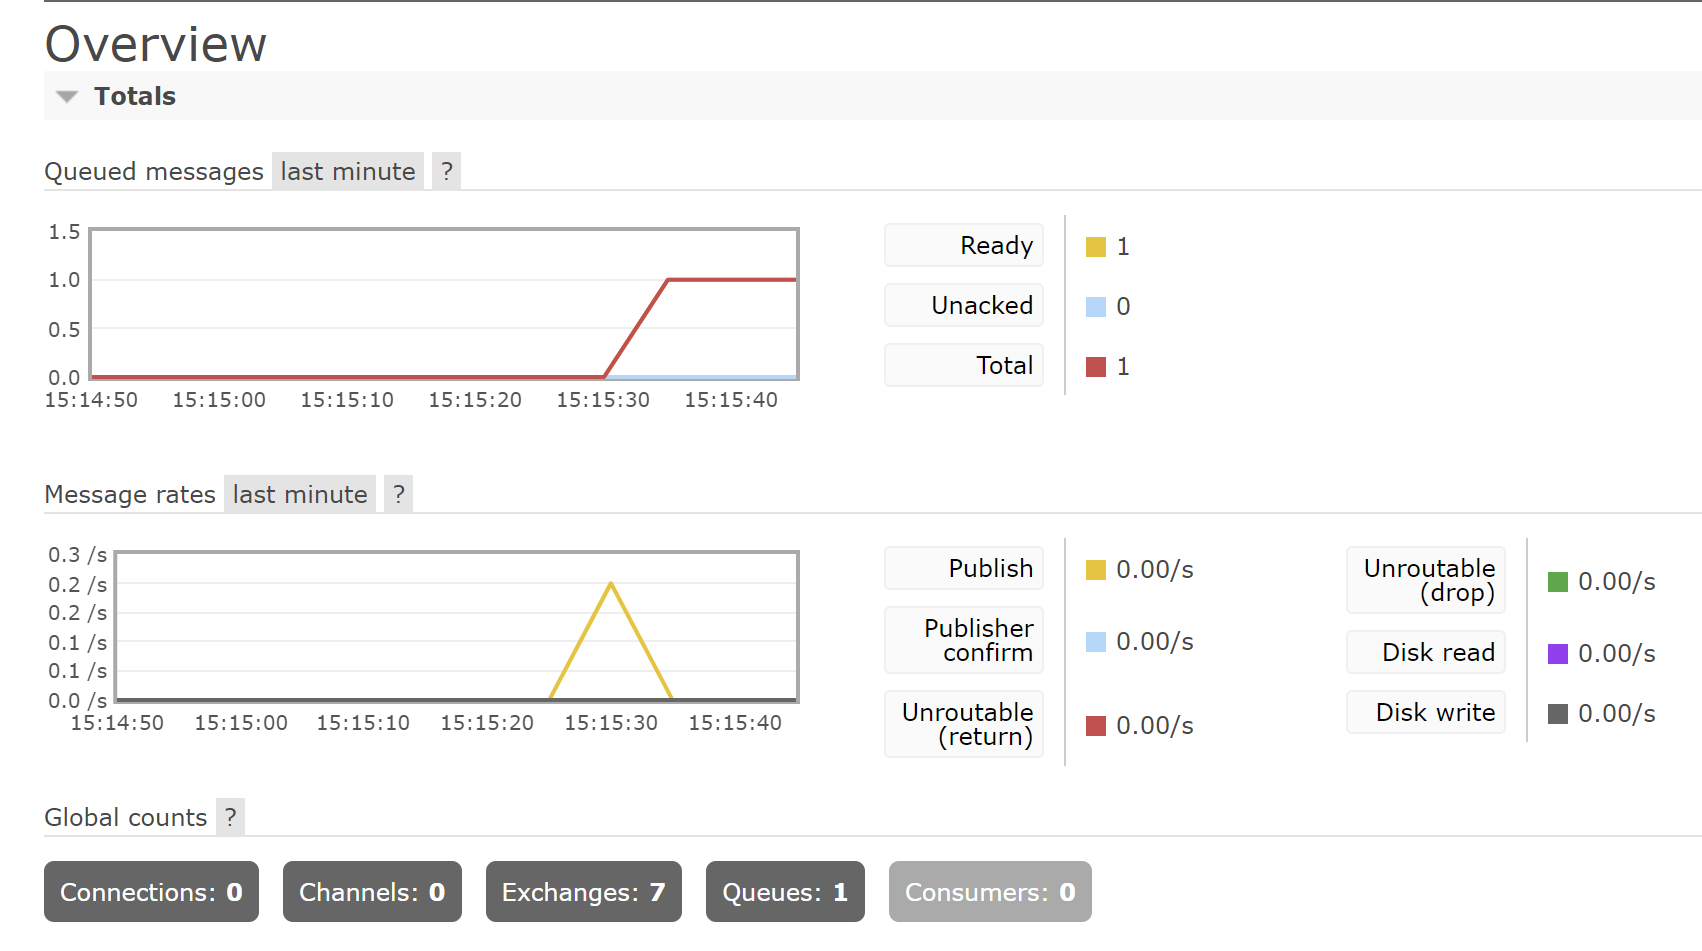 Overview
Totals
Queued messages last minute ?
1.5
1.0
0.5
0.0
15:14:50 15:15:00 15:15:10 15:15:20 15:15:30 15:15:40
Ready 1
Unacked 0
Total 1
Message rates last minute ?
0.3 /s
0.2 /s
0.2 /s
0.1 /s
0.1 /s
0.0 /s
15:14:50 15:15:00 15:15:10 15:15:20 15:15:30 15:15:40
Publish 0.00/s
Publisher
confirm 0.00/s
Unroutable
(return) 0.00/s
Unroutable
(drop) 0.00/s
Disk read 0.00/s
Disk write 0.00/s
Global counts ?
Connections: 0 Channels: 0 Exchanges: 7 Queues: 1 Consumers: 0